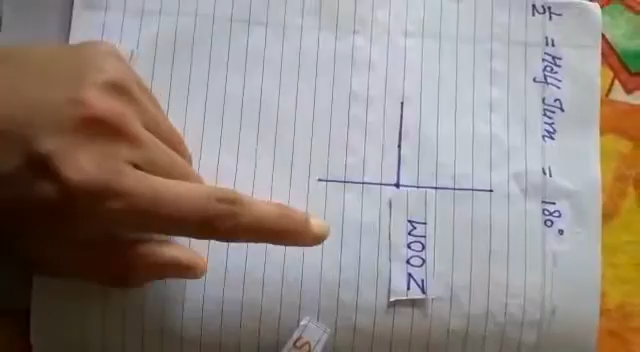 1/2 = Half Turn = 180°
ZOOM
S